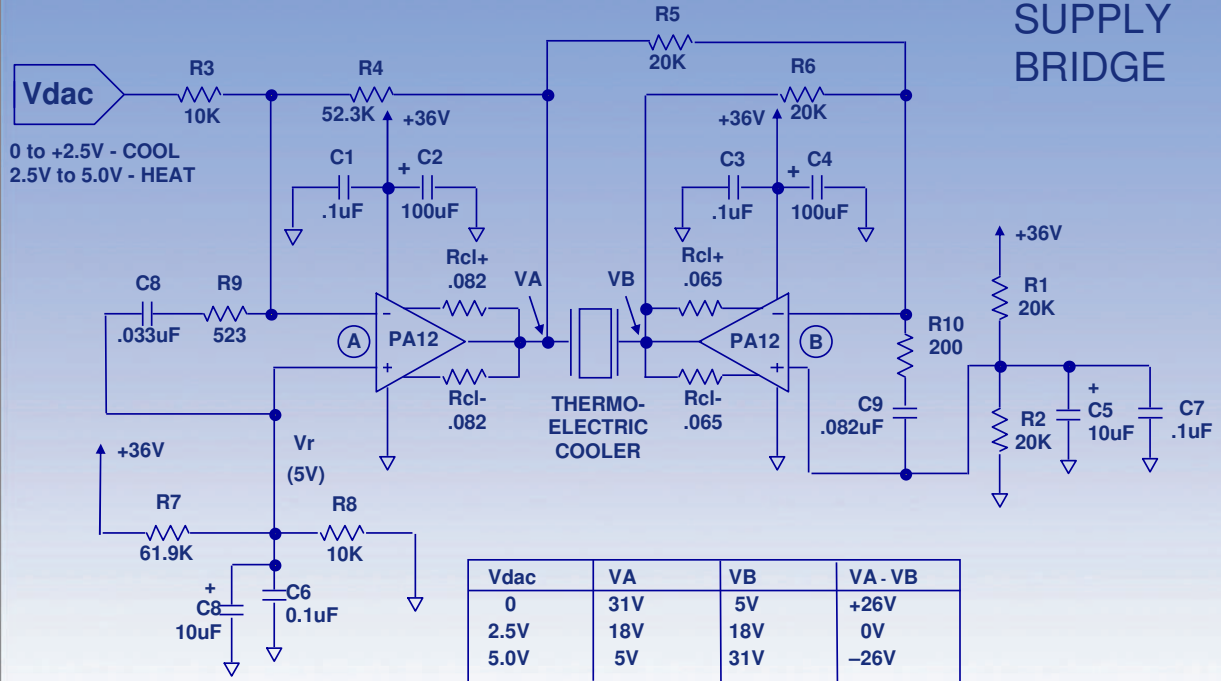 SUPPLY
BRIDGE
R5
20K
Vdac
R3
10K
R4
52.3K
+36V
R6
20K
+36V
0 to +2.5V - COOL
2.5V to 5.0V - HEAT
C1
.1uF
+ C2
100uF
C3
.1uF
+ C4
100uF
+36V
R1
20K
C8
.033uF
R9
523
Rcl+
.082
VA
VB
Rcl+
.065
A
PA12
-
+
PA12
B
-
+
R10
200
Rcl-
.082
THERMO-
ELECTRIC
COOLER
Rcl-
.065
C9
.082uF
R2
20K
+
C5
10uF
C7
.1uF
Vr
(5V)
+36V
R7
61.9K
R8
10K
+
C8
10uF
C6
0.1uF
Vdac VA VB VA - VB
0 31V 5V +26V
2.5V 18V 18V 0V
5.0V 5V 31V –26V